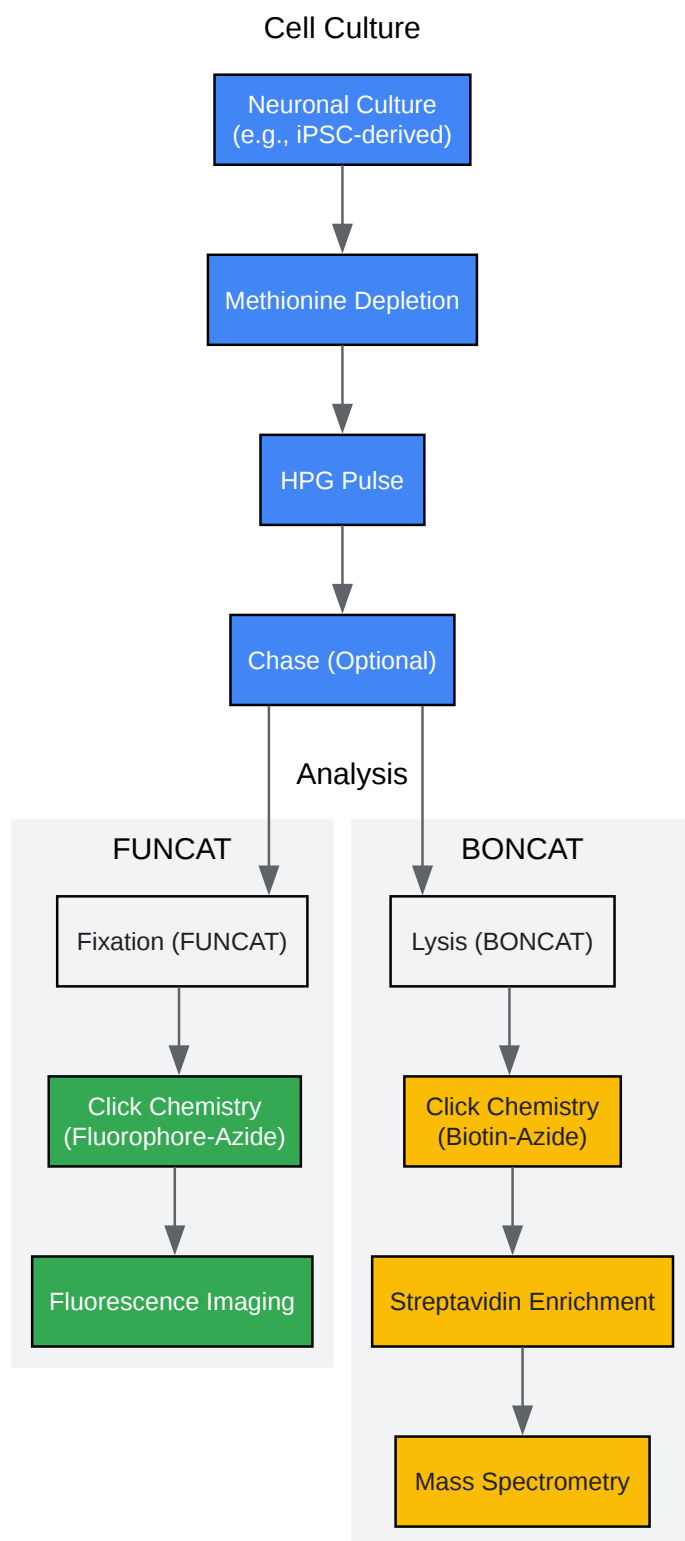 Cell Culture
Neuronal Culture
(e.g., iPSC-derived)
Methionine Depletion
HPG Pulse
Chase (Optional)
Analysis
FUNCAT
Fixation (FUNCAT)
Click Chemistry
(Fluorophore-Azide)
Fluorescence Imaging
BONCAT
Lysis (BONCAT)
Click Chemistry
(Biotin-Azide)
Streptavidin Enrichment
Mass Spectrometry